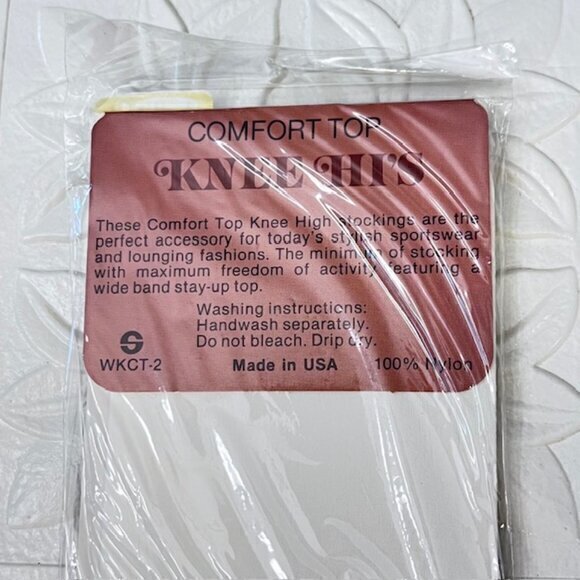 COMFORT TOP
KNEE HI'S
These Comfort Top Knee High stockings are the
perfect accessory for today's stylish sportswear
and lounging fashions. The minimum of stocking
with maximum freedom of activity featuring a
wide band stay-up top.
Washing instructions:
Handwash separately.
Do not bleach. Drip dry.
WKCT-2 Made in USA 100% Nylon